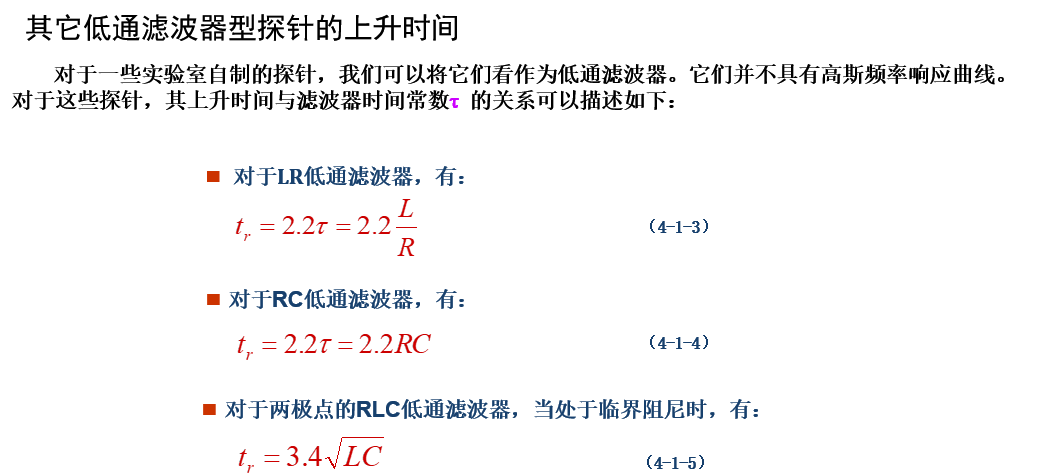 其它低通滤波器型探针的上升时间
对于一些实验室自制的探针，我们可以将它们看作为低通滤波器。它们并不具有高斯频率响应曲线。
对于这些探针，其上升时间与滤波器时间常数τ 的关系可以描述如下：
■ 对于LR低通滤波器，有：
t_r = 2.2τ = 2.2 L/R （4-1-3）
■ 对于RC低通滤波器，有：
t_r = 2.2τ = 2.2RC （4-1-4）
■ 对于两极点的RLC低通滤波器，当处于临界阻尼时，有：
t_r = 3.4√LC （4-1-5）